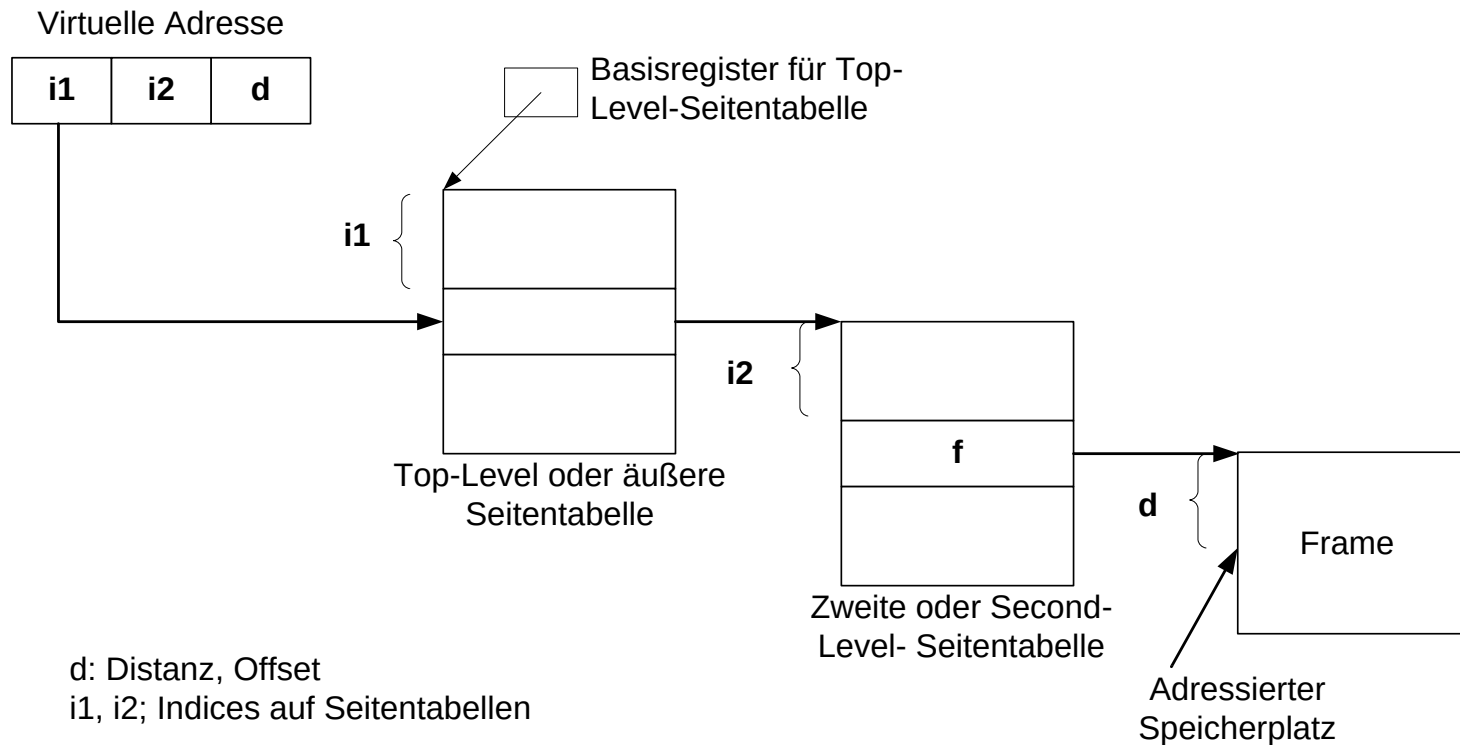 Virtuelle Adresse
i1 i2 d
Basisregister für Top-
Level-Seitentabelle
i1
i2
f
Top-Level oder äußere
Seitentabelle
d
Frame
Zweite oder Second-
Level- Seitentabelle
d: Distanz, Offset
i1, i2; Indices auf Seitentabellen
Adressierter
Speicherplatz